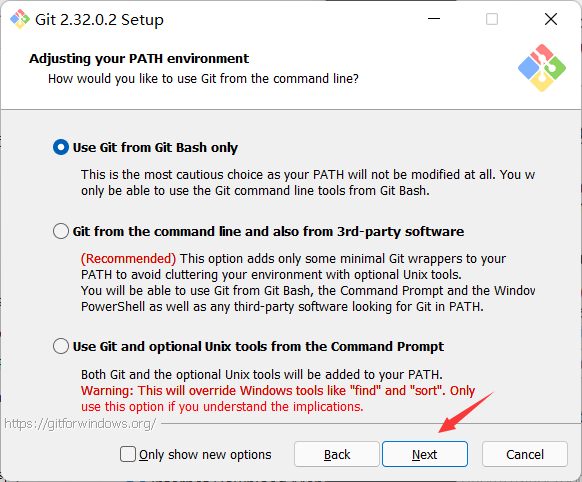 Git 2.32.0.2 Setup
Adjusting your PATH environment
How would you like to use Git from the command line?
Use Git from Git Bash only
This is the most cautious choice as your PATH will not be modified at all. You w
only be able to use the Git command line tools from Git Bash.
Git from the command line and also from 3rd-party software
(Recommended) This option adds only some minimal Git wrappers to your
PATH to avoid cluttering your environment with optional Unix tools.
You will be able to use Git from Git Bash, the Command Prompt and the Window
PowerShell as well as any third-party software looking for Git in PATH.
Use Git and optional Unix tools from the Command Prompt
Both Git and the optional Unix tools will be added to your PATH.
Warning: This will override Windows tools like "find" and "sort". Only
use this option if you understand the implications.
https://gitforwindows.org/
Only show new options Back Next Cancel